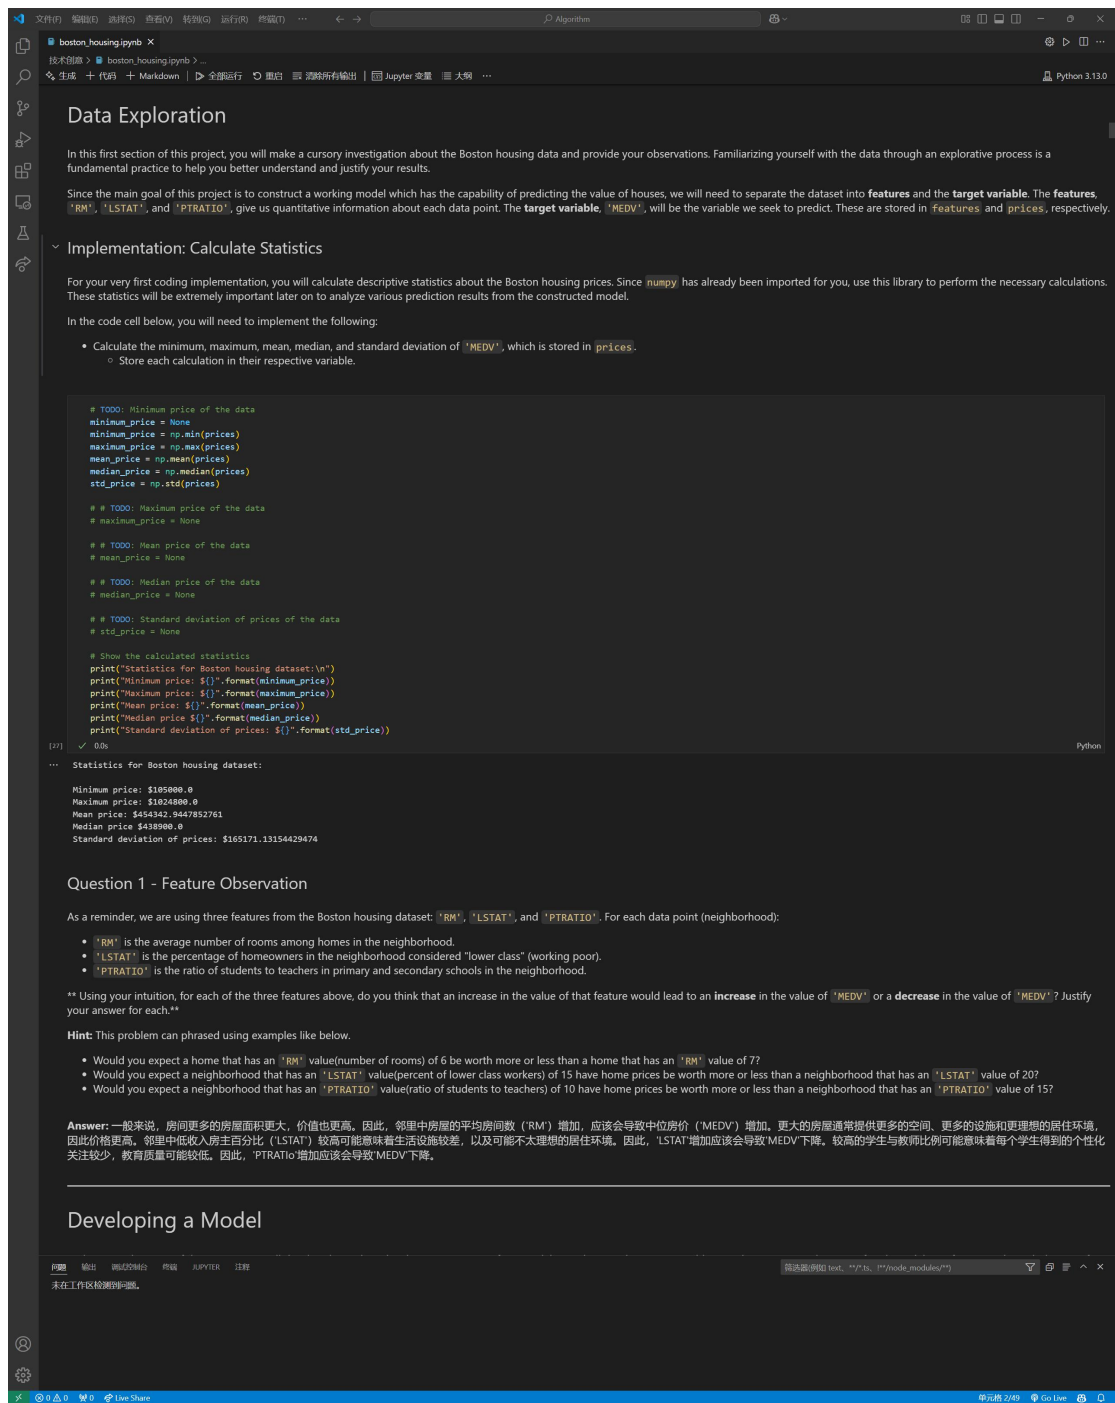 文件(F) 编辑(E) 选择(S) 查看(V) 转到(G) 运行(R) 终端(T) ··· Algorithm
boston_housing.ipynb
技术创意 > boston_housing.ipynb > ...
生成 + 代码 + Markdown 全部运行 重启 清除所有输出 Jupyter 变量 大纲 ··· Python 3.13.0
Data Exploration
In this first section of this project, you will make a cursory investigation about the Boston housing data and provide your observations. Familiarizing yourself with the data through an explorative process is a
fundamental practice to help you better understand and justify your results.
Since the main goal of this project is to construct a working model which has the capability of predicting the value of houses, we will need to separate the dataset into features and the target variable. The features,
'RM', 'LSTAT', and 'PTRATIO', give us quantitative information about each data point. The target variable, 'MEDV', will be the variable we seek to predict. These are stored in features and prices, respectively.
Implementation: Calculate Statistics
For your very first coding implementation, you will calculate descriptive statistics about the Boston housing prices. Since numpy has already been imported for you, use this library to perform the necessary calculations.
These statistics will be extremely important later on to analyze various prediction results from the constructed model.
In the code cell below, you will need to implement the following:
• Calculate the minimum, maximum, mean, median, and standard deviation of 'MEDV', which is stored in prices.
○ Store each calculation in their respective variable.
# TODO: Minimum price of the data
minimum_price = None
minimum_price = np.min(prices)
maximum_price = np.max(prices)
mean_price = np.mean(prices)
median_price = np.median(prices)
std_price = np.std(prices)
# # TODO: Maximum price of the data
# maximum_price = None
# # TODO: Mean price of the data
# mean_price = None
# # TODO: Median price of the data
# median_price = None
# # TODO: Standard deviation of prices of the data
# std_price = None
# Show the calculated statistics
print("Statistics for Boston housing dataset:\n")
print("Minimum price: ${}".format(minimum_price))
print("Maximum price: ${}".format(maximum_price))
print("Mean price: ${}".format(mean_price))
print("Median price ${}".format(median_price))
print("Standard deviation of prices: ${}".format(std_price))
[27] ✓ 0.0s Python
··· Statistics for Boston housing dataset:
Minimum price: $105000.0
Maximum price: $1024800.0
Mean price: $454342.9447852761
Median price $438900.0
Standard deviation of prices: $165171.13154429474
Question 1 - Feature Observation
As a reminder, we are using three features from the Boston housing dataset: 'RM', 'LSTAT', and 'PTRATIO'. For each data point (neighborhood):
• 'RM' is the average number of rooms among homes in the neighborhood.
• 'LSTAT' is the percentage of homeowners in the neighborhood considered "lower class" (working poor).
• 'PTRATIO' is the ratio of students to teachers in primary and secondary schools in the neighborhood.
** Using your intuition, for each of the three features above, do you think that an increase in the value of that feature would lead to an increase in the value of 'MEDV' or a decrease in the value of 'MEDV'? Justify
your answer for each.**
Hint: This problem can phrased using examples like below.
• Would you expect a home that has an 'RM' value(number of rooms) of 6 be worth more or less than a home that has an 'RM' value of 7?
• Would you expect a neighborhood that has an 'LSTAT' value(percent of lower class workers) of 15 have home prices be worth more or less than a neighborhood that has an 'LSTAT' value of 20?
• Would you expect a neighborhood that has an 'PTRATIO' value(ratio of students to teachers) of 10 have home prices be worth more or less than a neighborhood that has an 'PTRATIO' value of 15?
Answer: 一般来说，房间更多的房屋面积更大，价值也更高。因此，邻里中房屋的平均房间数（'RM'）增加，应该会导致中位房价（'MEDV'）增加。更大的房屋通常提供更多的空间、更多的设施和更理想的居住环境，
因此价格更高。邻里中低收入房主百分比（'LSTAT'）较高可能意味着生活设施较差，以及可能不太理想的居住环境。因此，'LSTAT'增加应该会导致'MEDV'下降。较高的学生与教师比例可能意味着每个学生得到的个性化
关注较少，教育质量可能较低。因此，'PTRATIo'增加应该会导致'MEDV'下降。
Developing a Model
问题 输出 调试控制台 终端 JUPYTER 注释 筛选器(例如 text、**/*.ts、!**/node_modules/**)
未在工作区检测到问题。
0 0 0 Live Share 单元格 2/49 Go Live